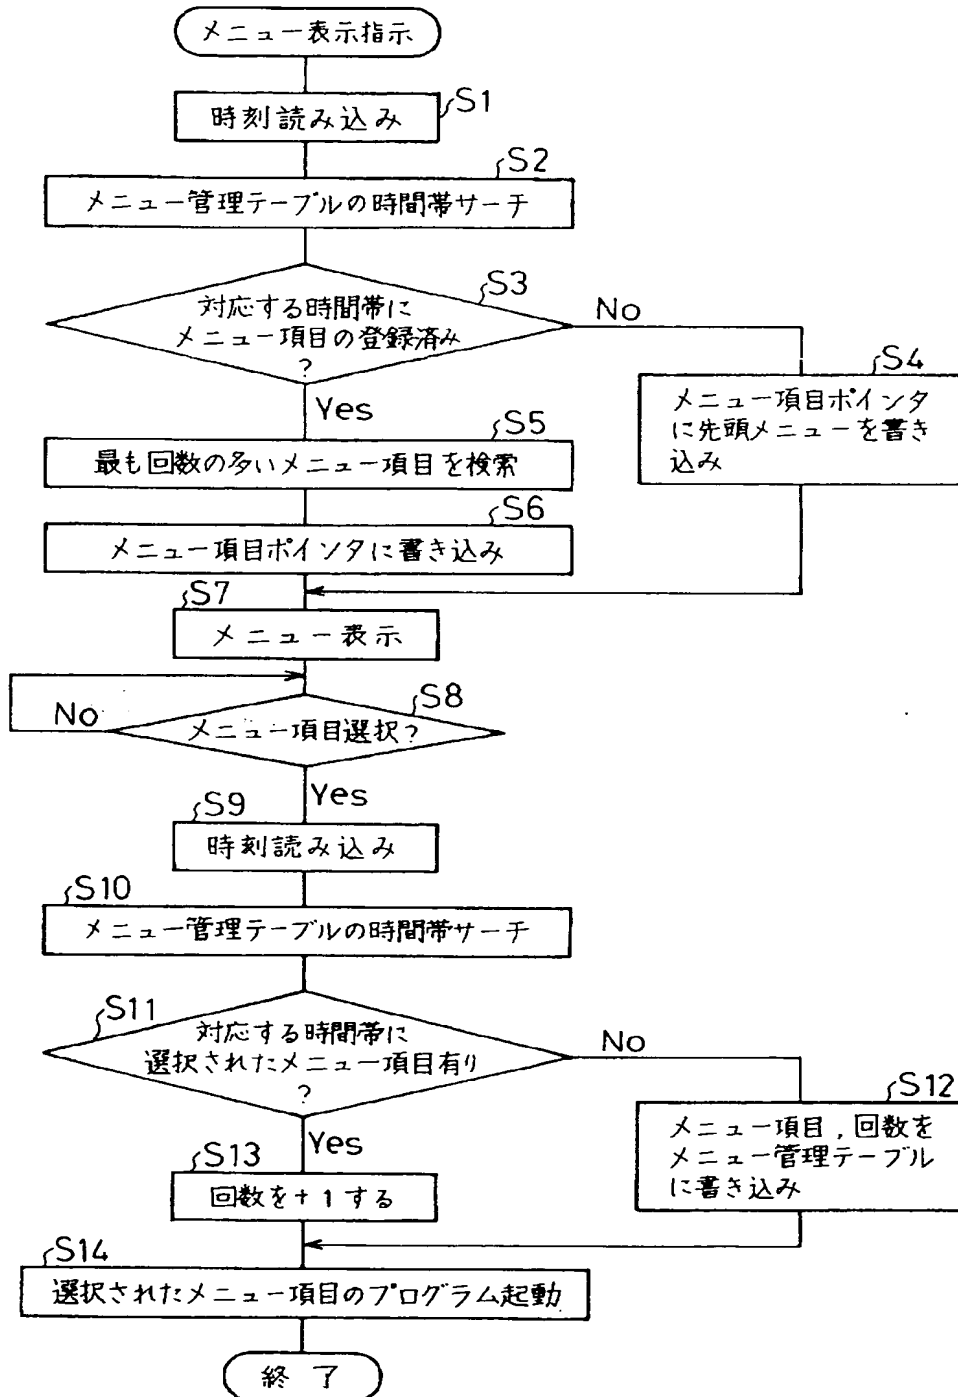 メニュー表示指示
S1
時刻読み込み
S2
メニュー管理テーブルの時間帯サーチ
S3
対応する時間帯に
メニュー項目の登録済み
?
No
Yes
S4
メニュー項目ポインタ
に先頭メニューを書き
込み
S5
最も回数の多いメニュー項目を検索
S6
メニュー項目ポインタに書き込み
S7
メニュー表示
S8
メニュー項目選択?
No
Yes
S9
時刻読み込み
S10
メニュー管理テーブルの時間帯サーチ
S11
対応する時間帯に
選択されたメニュー項目有り
?
No
Yes
S12
メニュー項目,回数を
メニュー管理テーブル
に書き込み
S13
回数を+1する
S14
選択されたメニュー項目のプログラム起動
終了